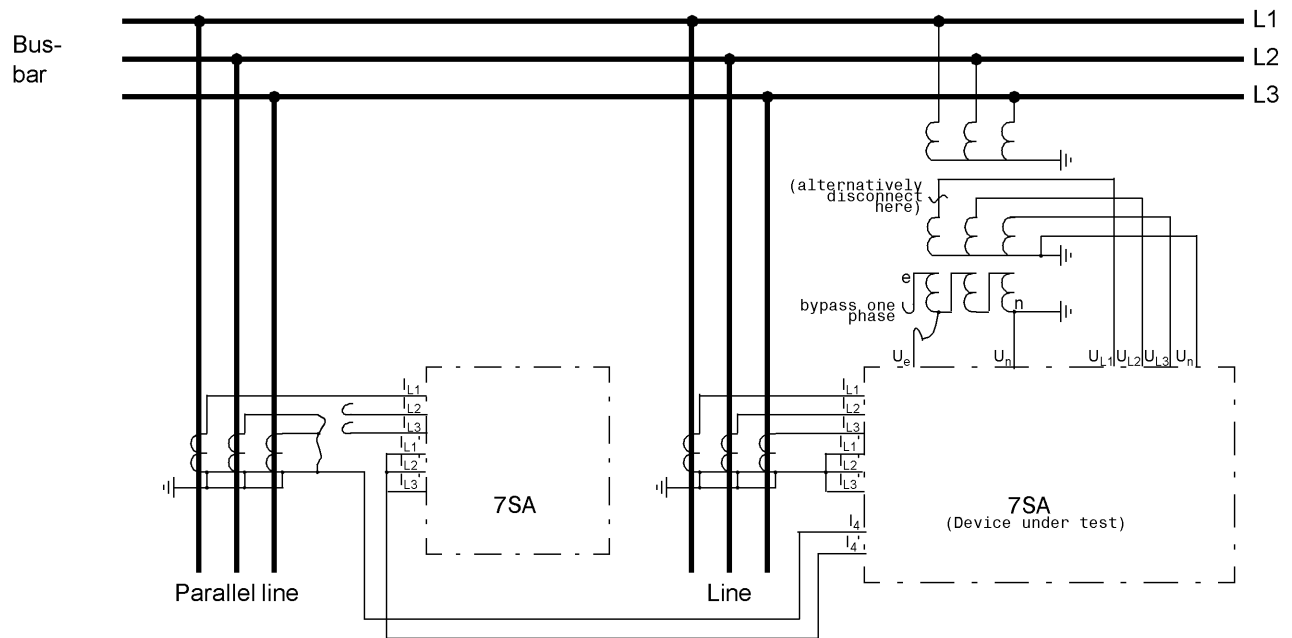 Bus-
bar
L1
L2
L3
(alternatively
disconnect
here)
e
n
bypass one
phase
Ue
Un
UL1
UL2
UL3
Un
IL1
IL2
IL3
IL1'
IL2'
IL3'
7SA
IL1
IL2
IL3
IL1'
IL2'
IL3'
I4
I4'
7SA
(Device under test)
Parallel line
Line